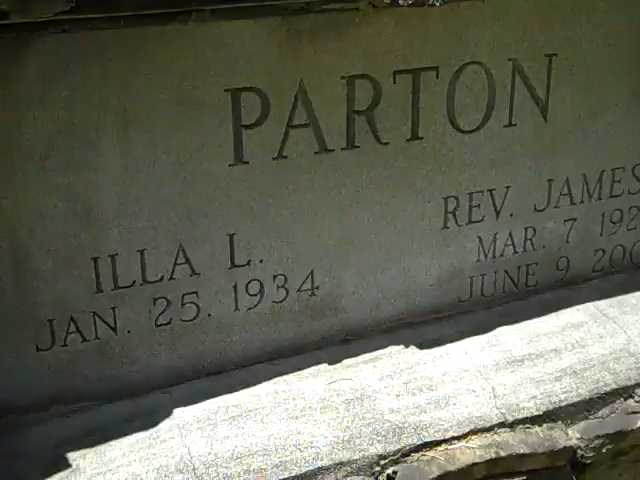 PARTON
ILLA L.
JAN. 25. 1934
REV. JAMES
MAR. 7
JUNE 9